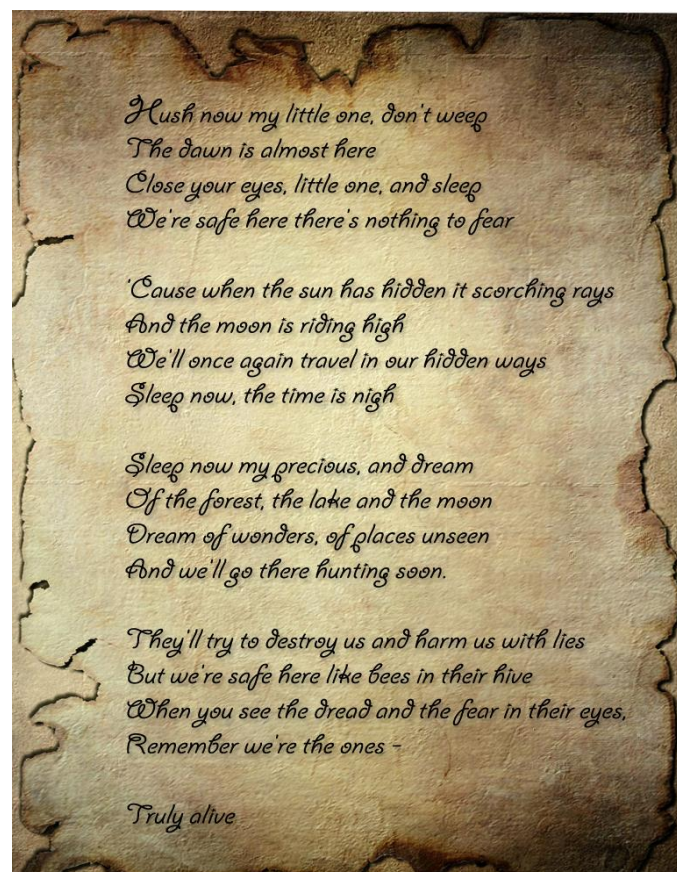 Hush now my little one, don't weep
The dawn is almost here
Close your eyes, little one, and sleep
We're safe here there's nothing to fear

'Cause when the sun has hidden it scorching rays
And the moon is riding high
We'll once again travel in our hidden ways
Sleep now, the time is nigh

Sleep now my precious, and dream
Of the forest, the lake and the moon
Dream of wonders, of places unseen
And we'll go there hunting soon.

They'll try to destroy us and harm us with lies
But we're safe here like bees in their hive
When you see the dread and the fear in their eyes,
Remember we're the ones -

Truly alive